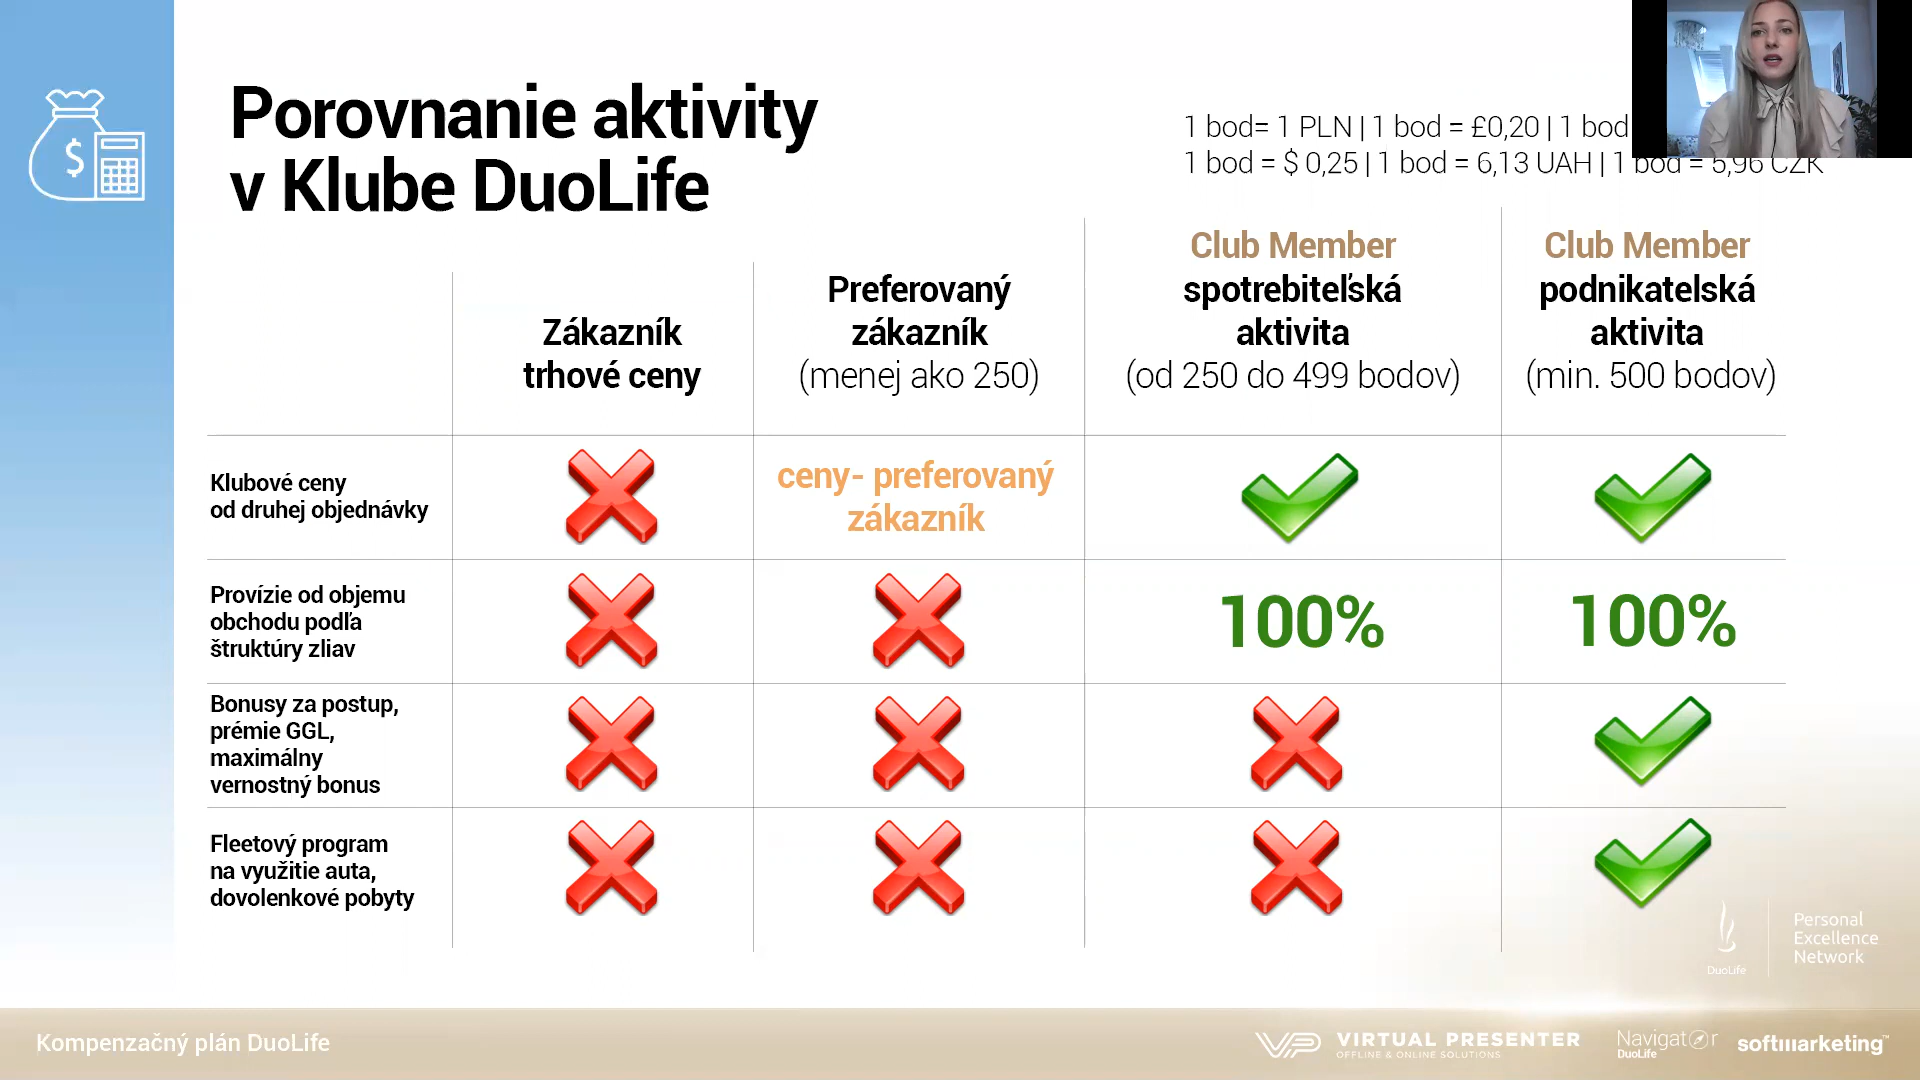 Porovnanie aktivity
v Klube DuoLife
1 bod= 1 PLN | 1 bod = £0,20 | 1 bod
1 bod = $ 0,25 | 1 bod = 6,13 UAH | 1 bod = 5,96 CZK
Zákazník
trhové ceny
Preferovaný
zákazník
(menej ako 250)
Club Member
spotrebiteľská
aktivita
(od 250 do 499 bodov)
Club Member
podnikatelská
aktivita
(min. 500 bodov)
Klubové ceny
od druhej objednávky
ceny- preferovaný
zákazník
Provízie od objemu
obchodu podľa
štruktúry zliav
100%
100%
Bonusy za postup,
prémie GGL,
maximálny
vernostný bonus
Fleetový program
na využitie auta,
dovolenkové pobyty
DuoLife
Personal
Excellence
Network
Kompenzačný plán DuoLife
VP VIRTUAL PRESENTER
OFFLINE & ONLINE SOLUTIONS
Navigator
DuoLife
softmarketing™